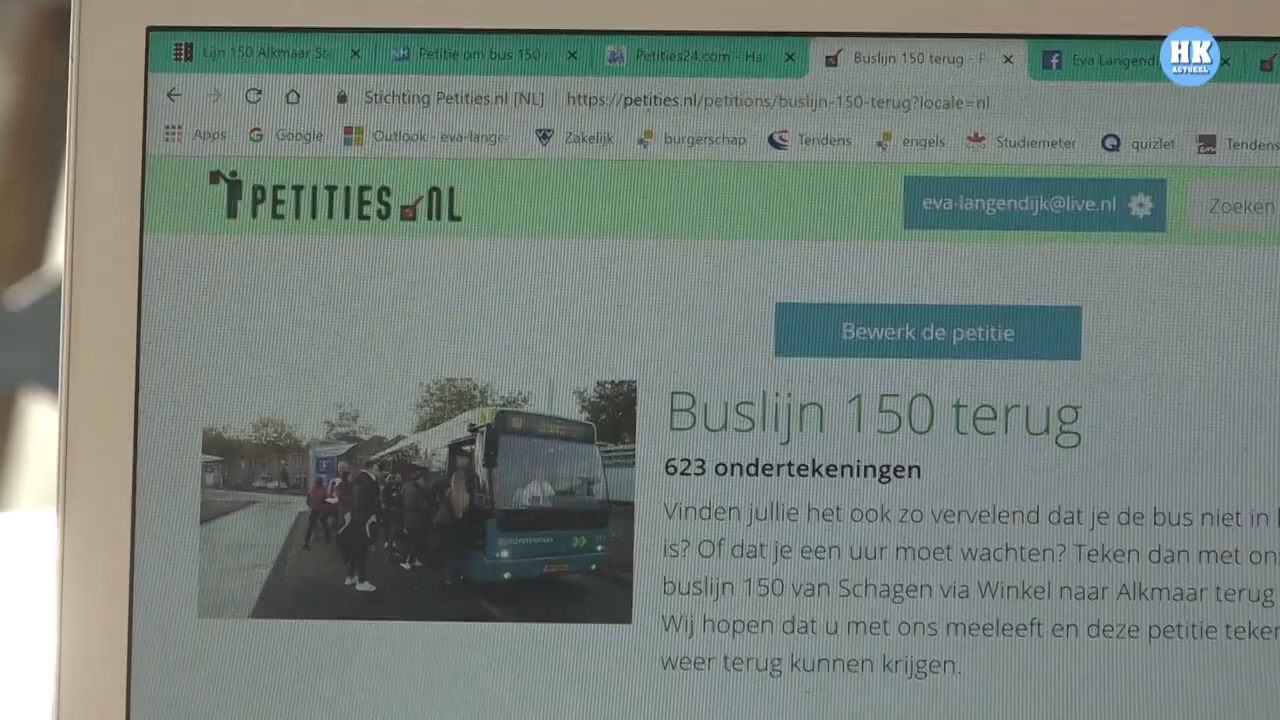 HK
ACTUEEL
Lijn 150 Alkmaar St
Petitie om bus 150
Petities24.com - Ha
Buslijn 150 terug - P
Eva Langend
Stichting Petities.nl [NL] https://petities.nl/petitions/buslijn-150-terug?locale=nl
Apps Google Outlook - eva-lange Zakelijk burgerschap Tendens engels Studiemeter quizlet Tendens
PETITIES.NL
eva-langendijk@live.nl
Zoeken
Bewerk de petitie
Buslijn 150 terug
623 ondertekeningen
Vinden jullie het ook zo vervelend dat je de bus niet in
is? Of dat je een uur moet wachten? Teken dan met on
buslijn 150 van Schagen via Winkel naar Alkmaar terug
Wij hopen dat u met ons meeleeft en deze petitie teke
weer terug kunnen krijgen.